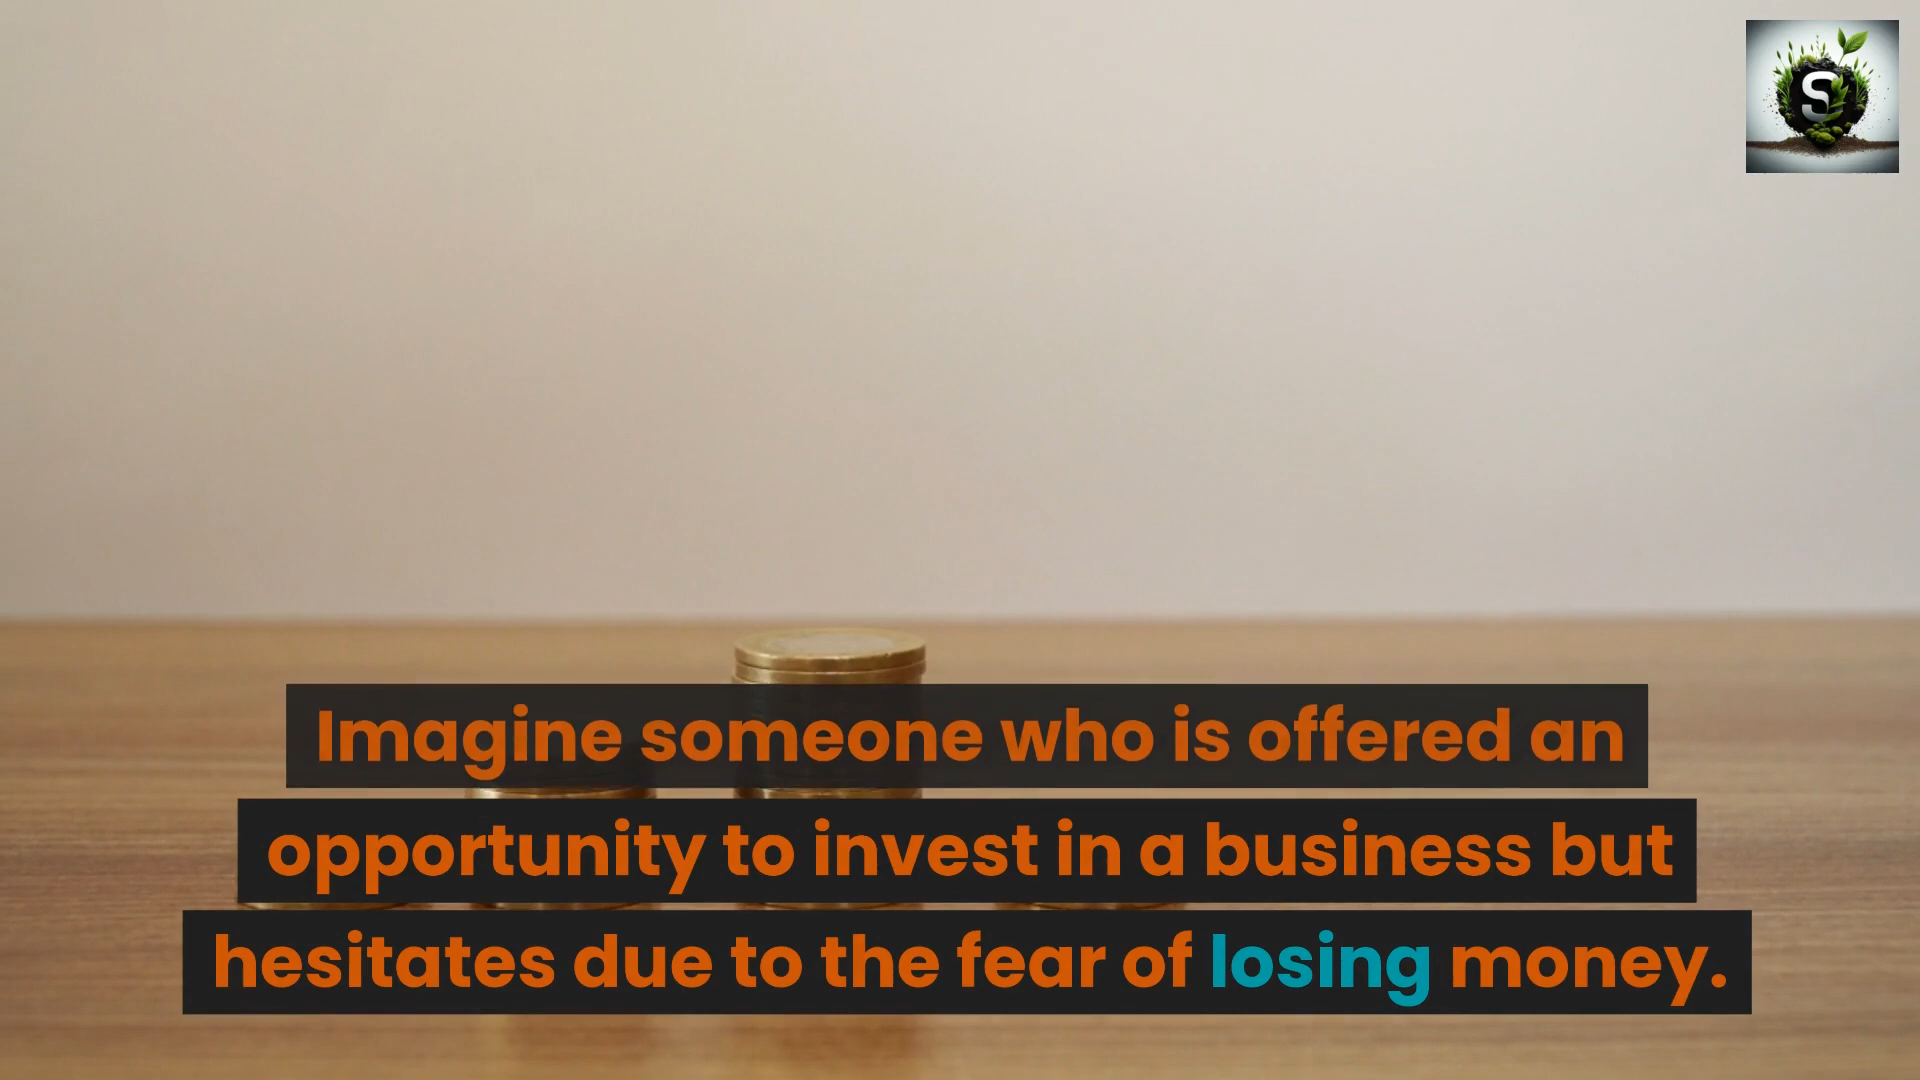 S
Imagine someone who is offered an
opportunity to invest in a business but
hesitates due to the fear of losing money.